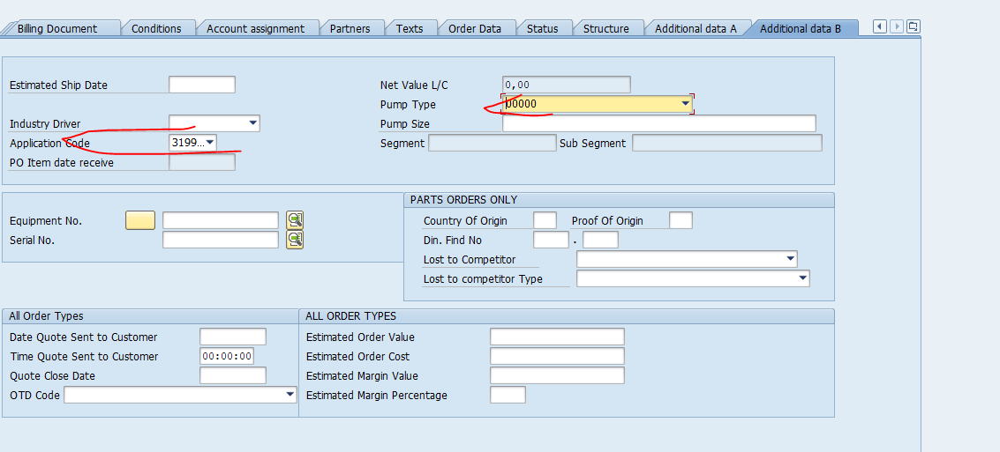 Billing Document Conditions Account assignment Partners Texts Order Data Status Structure Additional data A Additional data B
Estimated Ship Date Net Value L/C 0,00
Pump Type 00000
Industry Driver Pump Size
Application Code 3199... Segment Sub Segment
PO Item date receive
PARTS ORDERS ONLY
Equipment No. Country Of Origin Proof Of Origin
Serial No. Din. Find No .
Lost to Competitor
Lost to competitor Type
All Order Types ALL ORDER TYPES
Date Quote Sent to Customer Estimated Order Value
Time Quote Sent to Customer 00:00:00 Estimated Order Cost
Quote Close Date Estimated Margin Value
OTD Code Estimated Margin Percentage